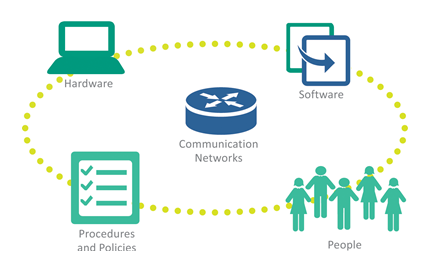 Hardware
Software
Communication
Networks
Procedures
and Policies
People